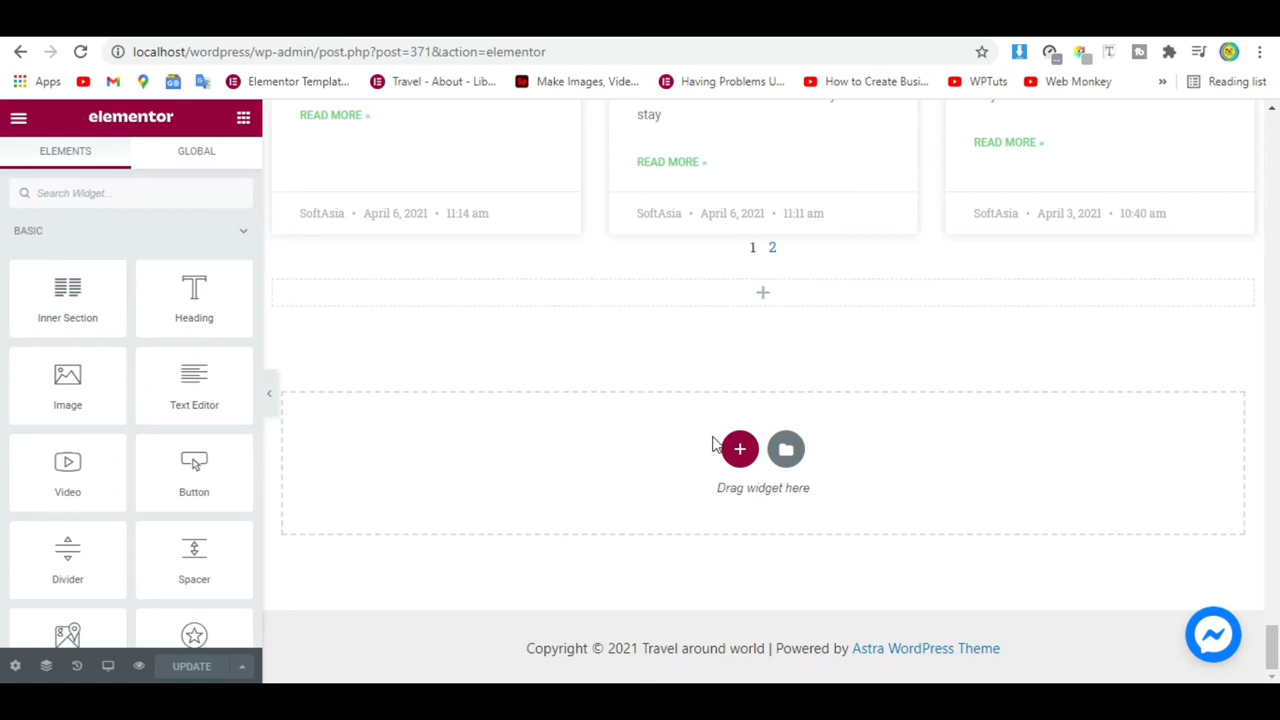 localhost/wordpress/wp-admin/post.php?post=371&action=elementor
Apps Elementor Templat... Travel - About - Lib... Make Images, Vide... Having Problems U... How to Create Busi... WPTuts Web Monkey » Reading list
elementor
ELEMENTS GLOBAL
Search Widget...
BASIC
Inner Section Heading
Image Text Editor
Video Button
Divider Spacer
UPDATE
READ MORE »
stay
READ MORE »
READ MORE »
SoftAsia • April 6, 2021 • 11:14 am
SoftAsia • April 6, 2021 • 11:11 am
SoftAsia • April 3, 2021 • 10:40 am
1 2
Drag widget here
Copyright © 2021 Travel around world | Powered by Astra WordPress Theme